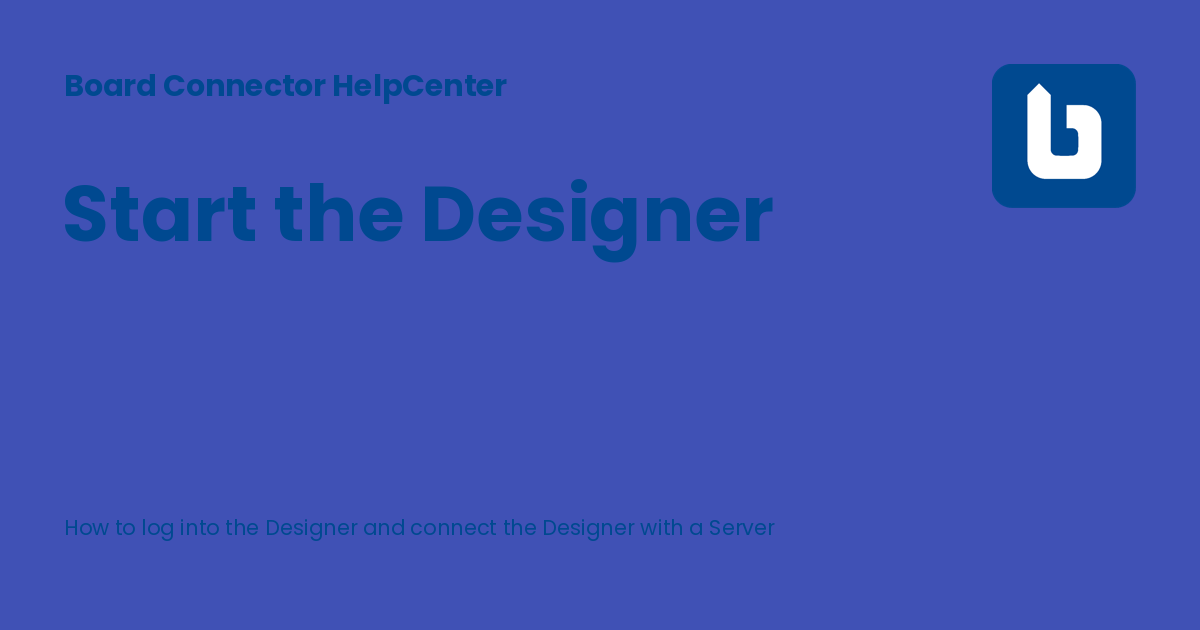 Board Connector HelpCenter
Start the Designer
How to log into the Designer and connect the Designer with a Server